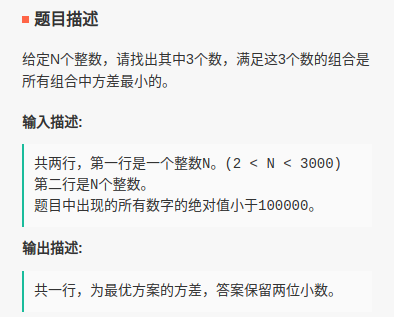 题目描述
给定N个整数，请找出其中3个数，满足这3个数的组合是
所有组合中方差最小的。
输入描述:
共两行，第一行是一个整数N。(2 < N < 3000)
第二行是N个整数。
题目中出现的所有数字的绝对值小于100000。
输出描述:
共一行，为最优方案的方差，答案保留两位小数。